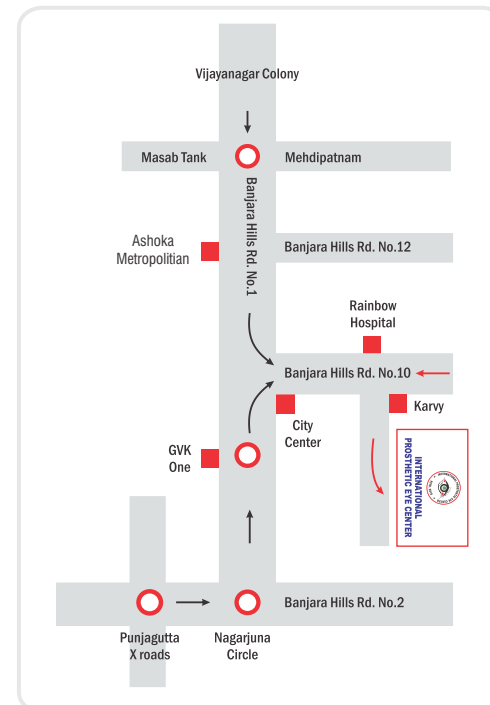 Vijayanagar Colony
Masab Tank
Mehdipatnam
Banjara Hills Rd. No.1
Ashoka
Metropolitian
Banjara Hills Rd. No.12
Rainbow
Hospital
Banjara Hills Rd. No.10
Karvy
City
Center
GVK
One
INTERNATIONAL
PROSTHETIC EYE CENTER
Banjara Hills Rd. No.2
Punjagutta
X roads
Nagarjuna
Circle